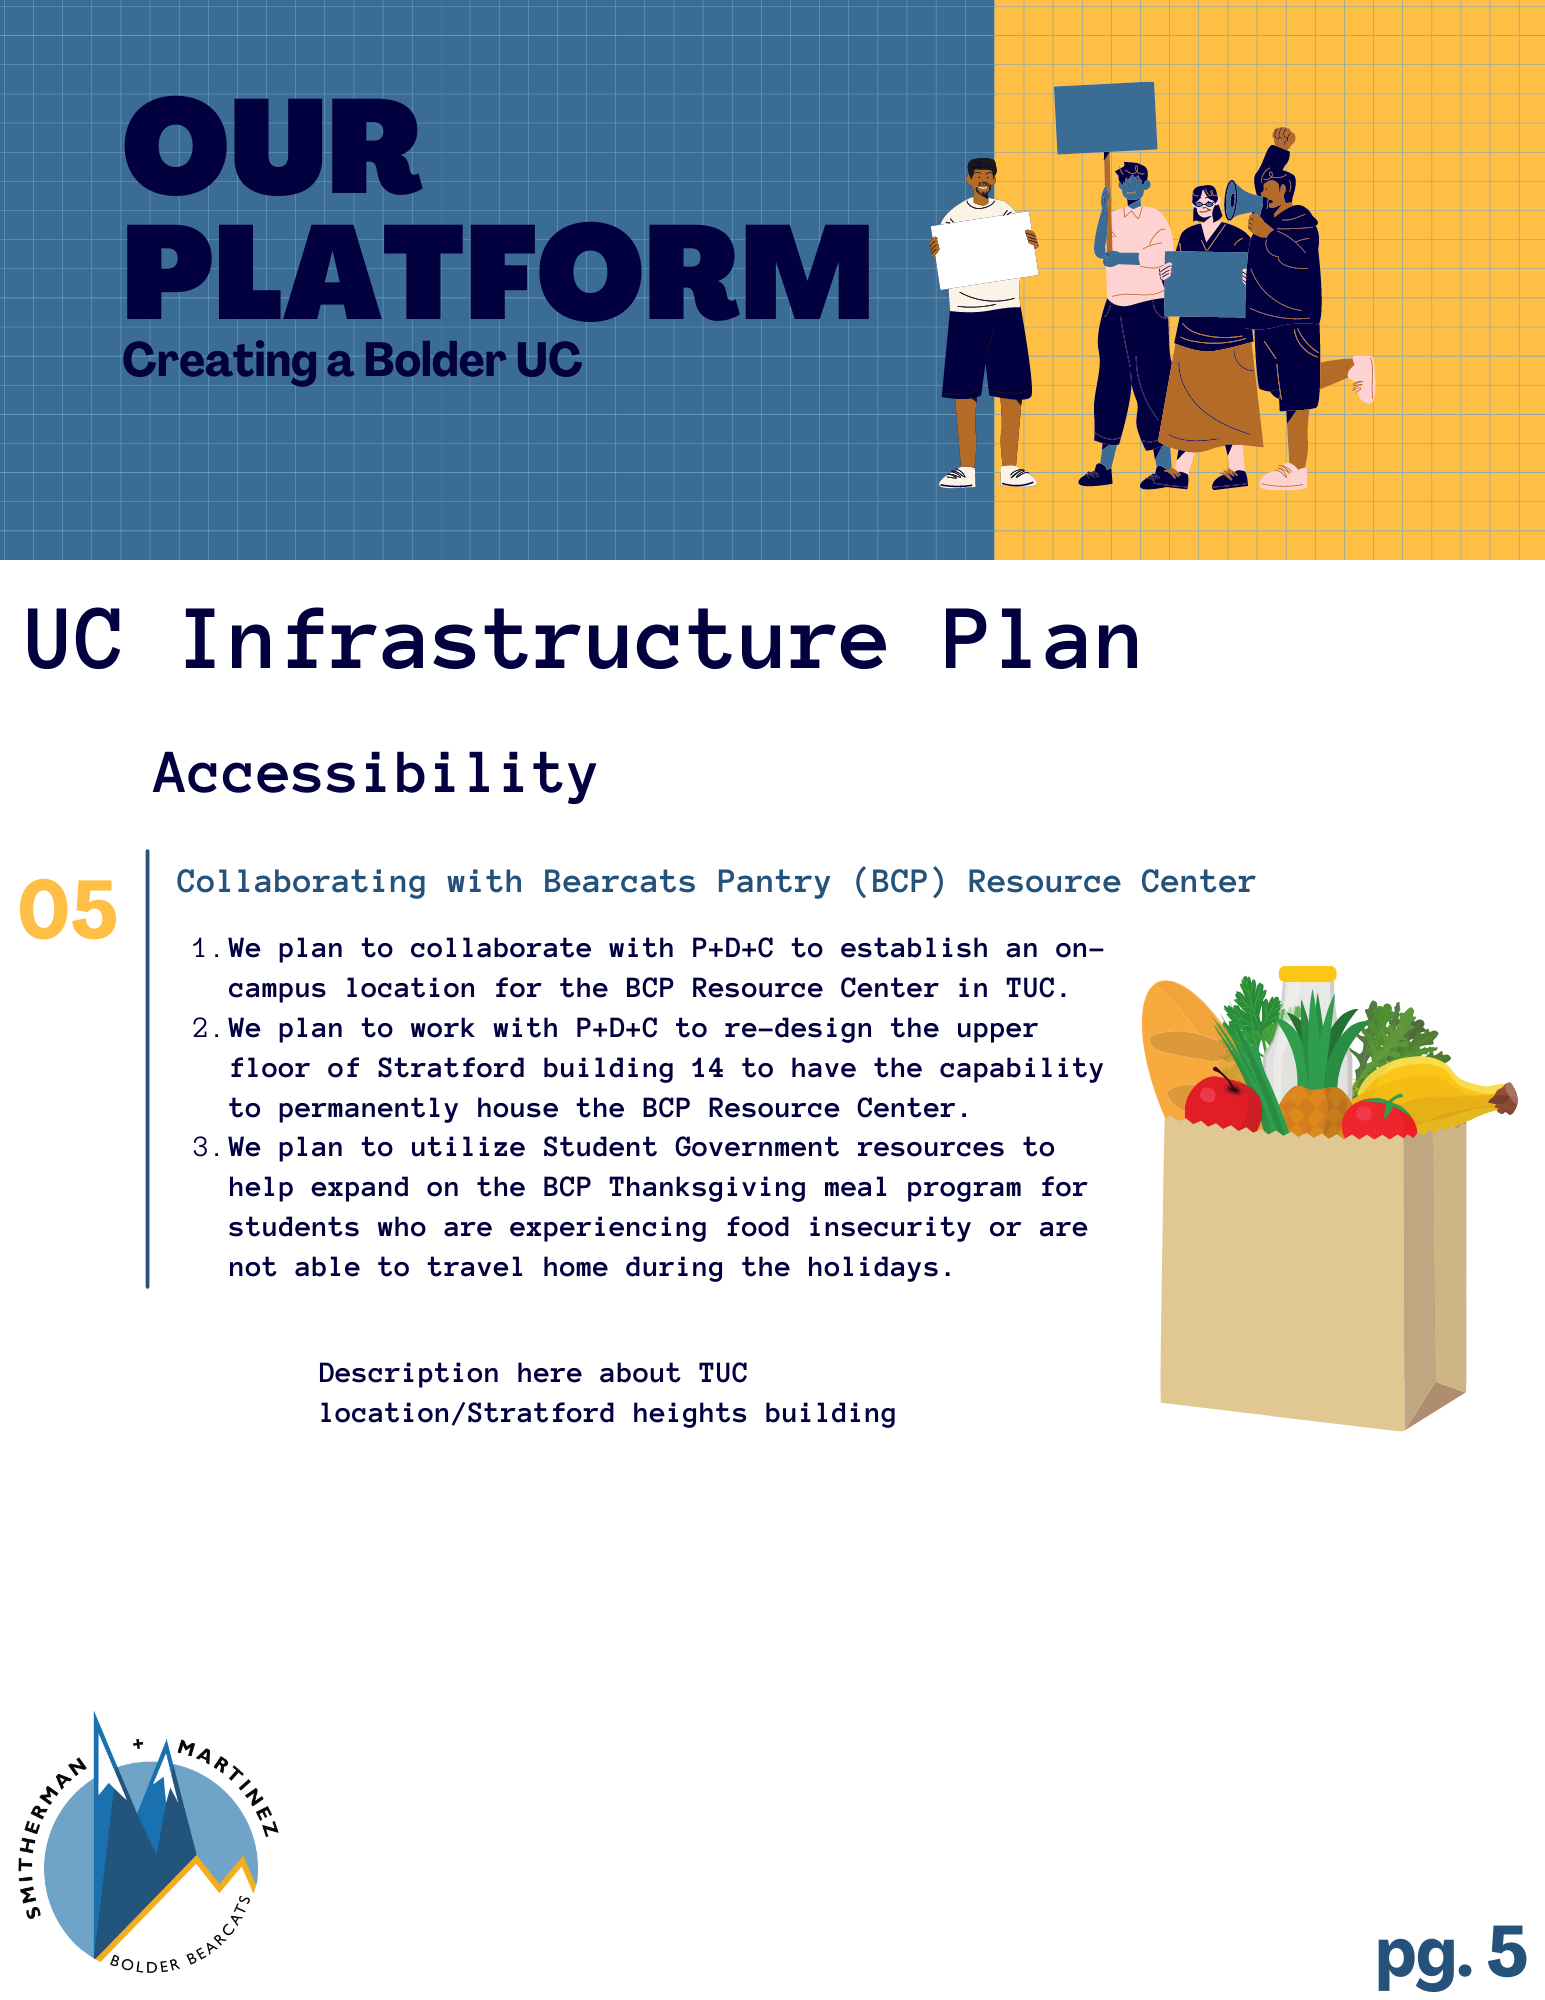 OUR
PLATFORM
Creating a Bolder UC
UC Infrastructure Plan
Accessibility
05
Collaborating with Bearcats Pantry (BCP) Resource Center
1. We plan to collaborate with P+D+C to establish an on-
campus location for the BCP Resource Center in TUC.
2. We plan to work with P+D+C to re-design the upper
floor of Stratford building 14 to have the capability
to permanently house the BCP Resource Center.
3. We plan to utilize Student Government resources to
help expand on the BCP Thanksgiving meal program for
students who are experiencing food insecurity or are
not able to travel home during the holidays.
Description here about TUC
location/Stratford heights building
SMITHERMAN + MARTINEZ
BOLDER BEARCATS
pg. 5